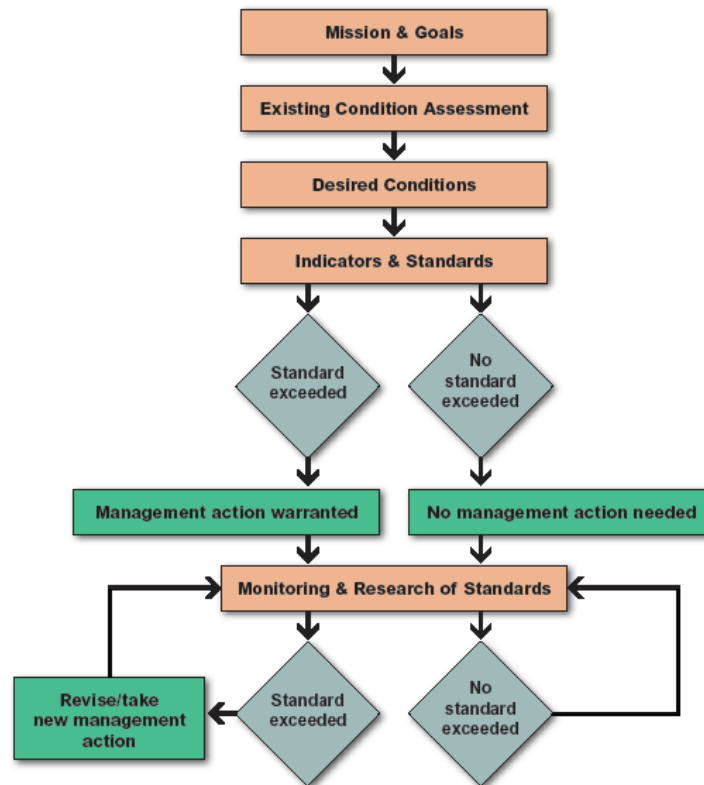 Mission & Goals
Existing Condition Assessment
Desired Conditions
Indicators & Standards
Standard
exceeded
No
standard
exceeded
Management action warranted
No management action needed
Monitoring & Research of Standards
Revise/take
new management
action
Standard
exceeded
No
standard
exceeded